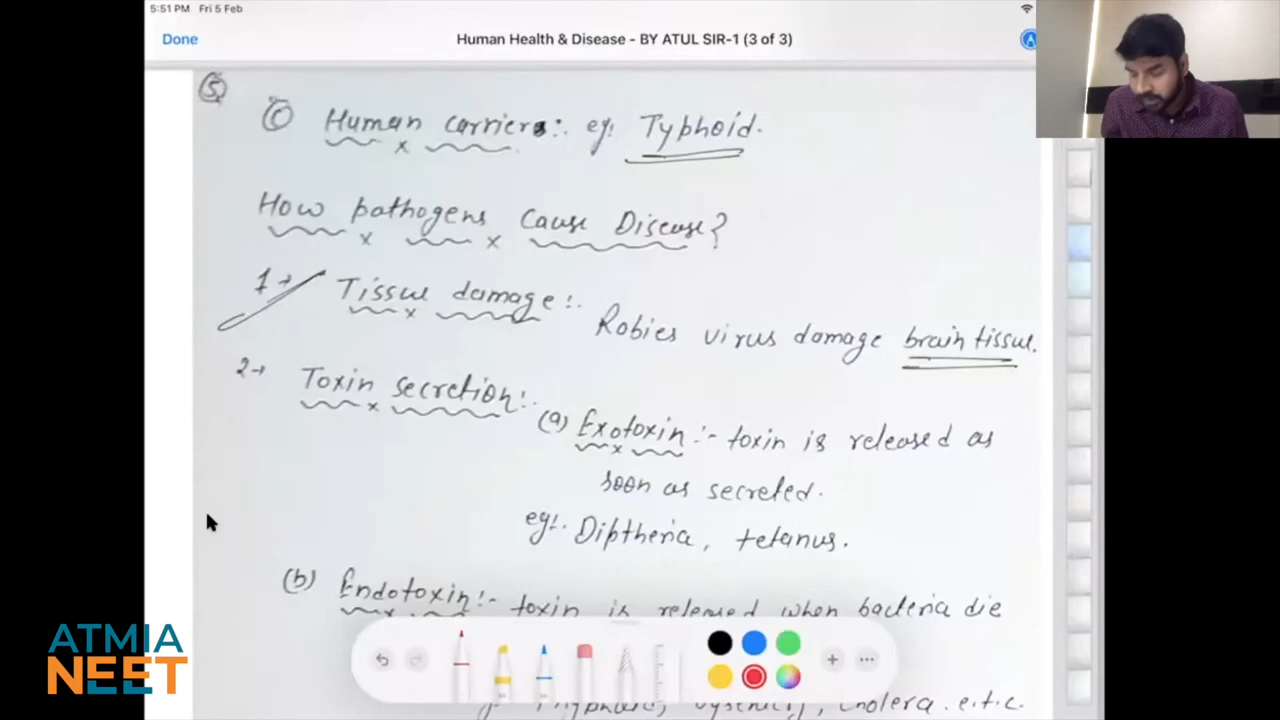 5:51 PM Fri 5 Feb
Done
Human Health & Disease - BY ATUL SIR-1 (3 of 3)
5
(C) Human carriers:. eg: Typhoid.
How pathogens Cause Disease?
1→ Tissue damage:.
Rabies virus damage brain tissue.
2→ Toxin secretion:.
(a) Exotoxin:- toxin is released as
soon as secreted.
eg:. Diptheria, tetanus.
(b) Endotoxin:- toxin is released when bacteria die
dysentry, cholera. e.t.c.
ATMIA
NEET